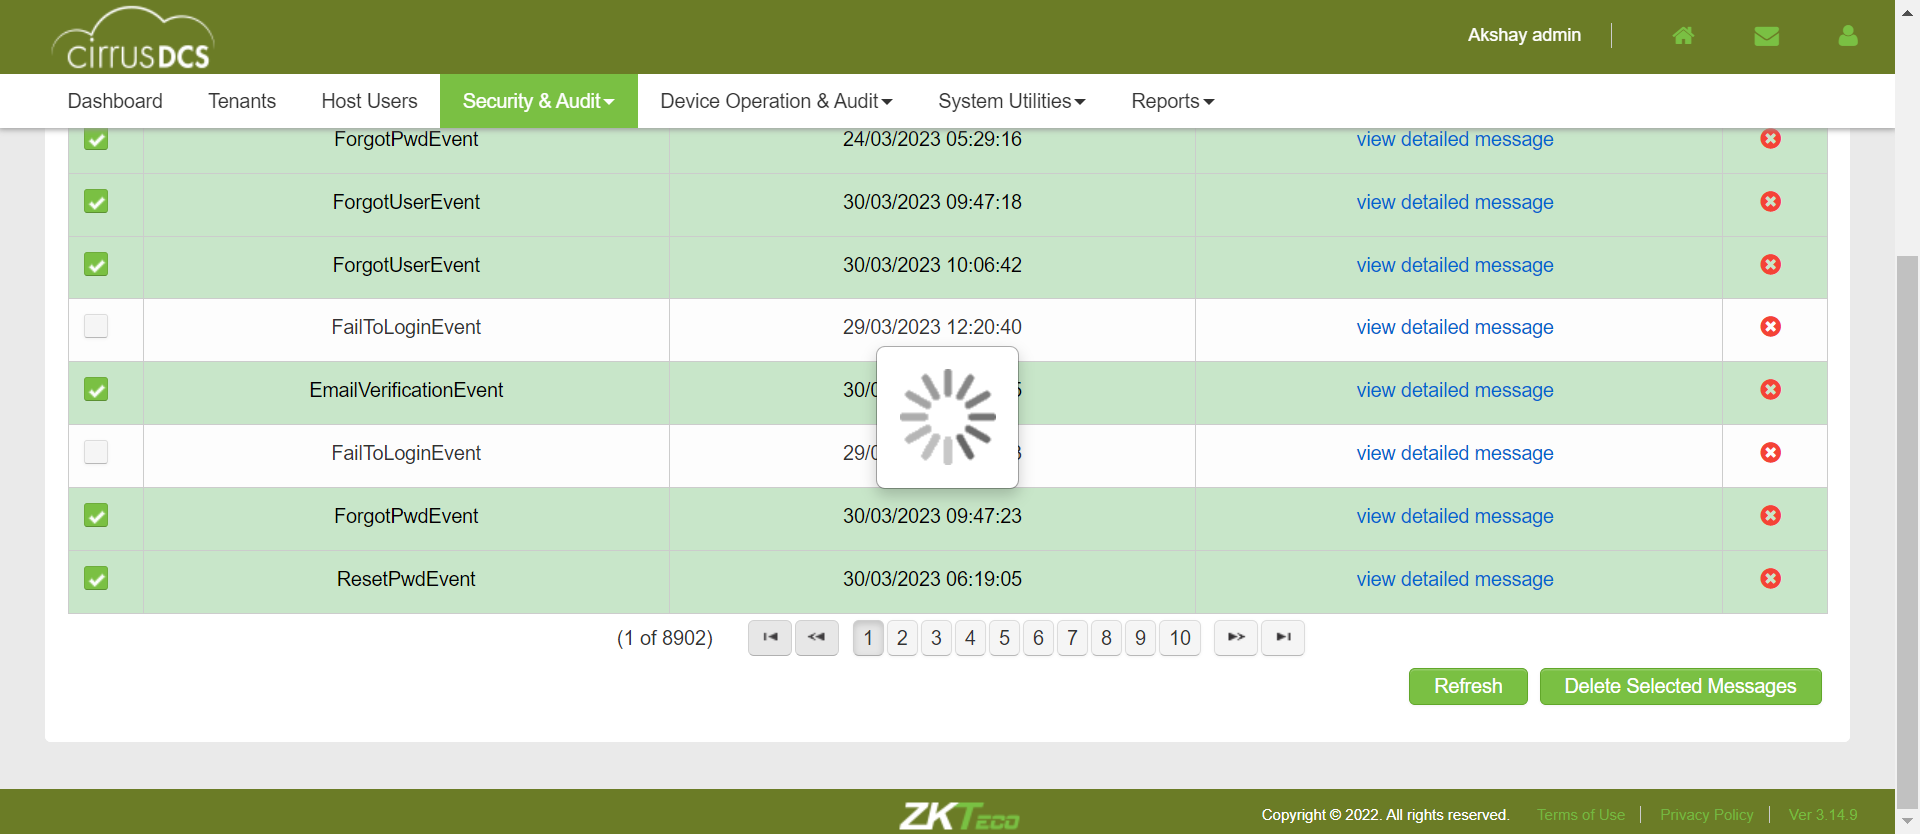 cirrusDCS
Akshay admin
Dashboard Tenants Host Users Security & Audit Device Operation & Audit System Utilities Reports
ForgotPwdEvent 24/03/2023 05:29:16 view detailed message
ForgotUserEvent 30/03/2023 09:47:18 view detailed message
ForgotUserEvent 30/03/2023 10:06:42 view detailed message
FailToLoginEvent 29/03/2023 12:20:40 view detailed message
EmailVerificationEvent view detailed message
FailToLoginEvent view detailed message
ForgotPwdEvent 30/03/2023 09:47:23 view detailed message
ResetPwdEvent 30/03/2023 06:19:05 view detailed message
(1 of 8902) 1 2 3 4 5 6 7 8 9 10
Refresh Delete Selected Messages
ZKTeco Copyright © 2022. All rights reserved. Terms of Use Privacy Policy Ver 3.14.9